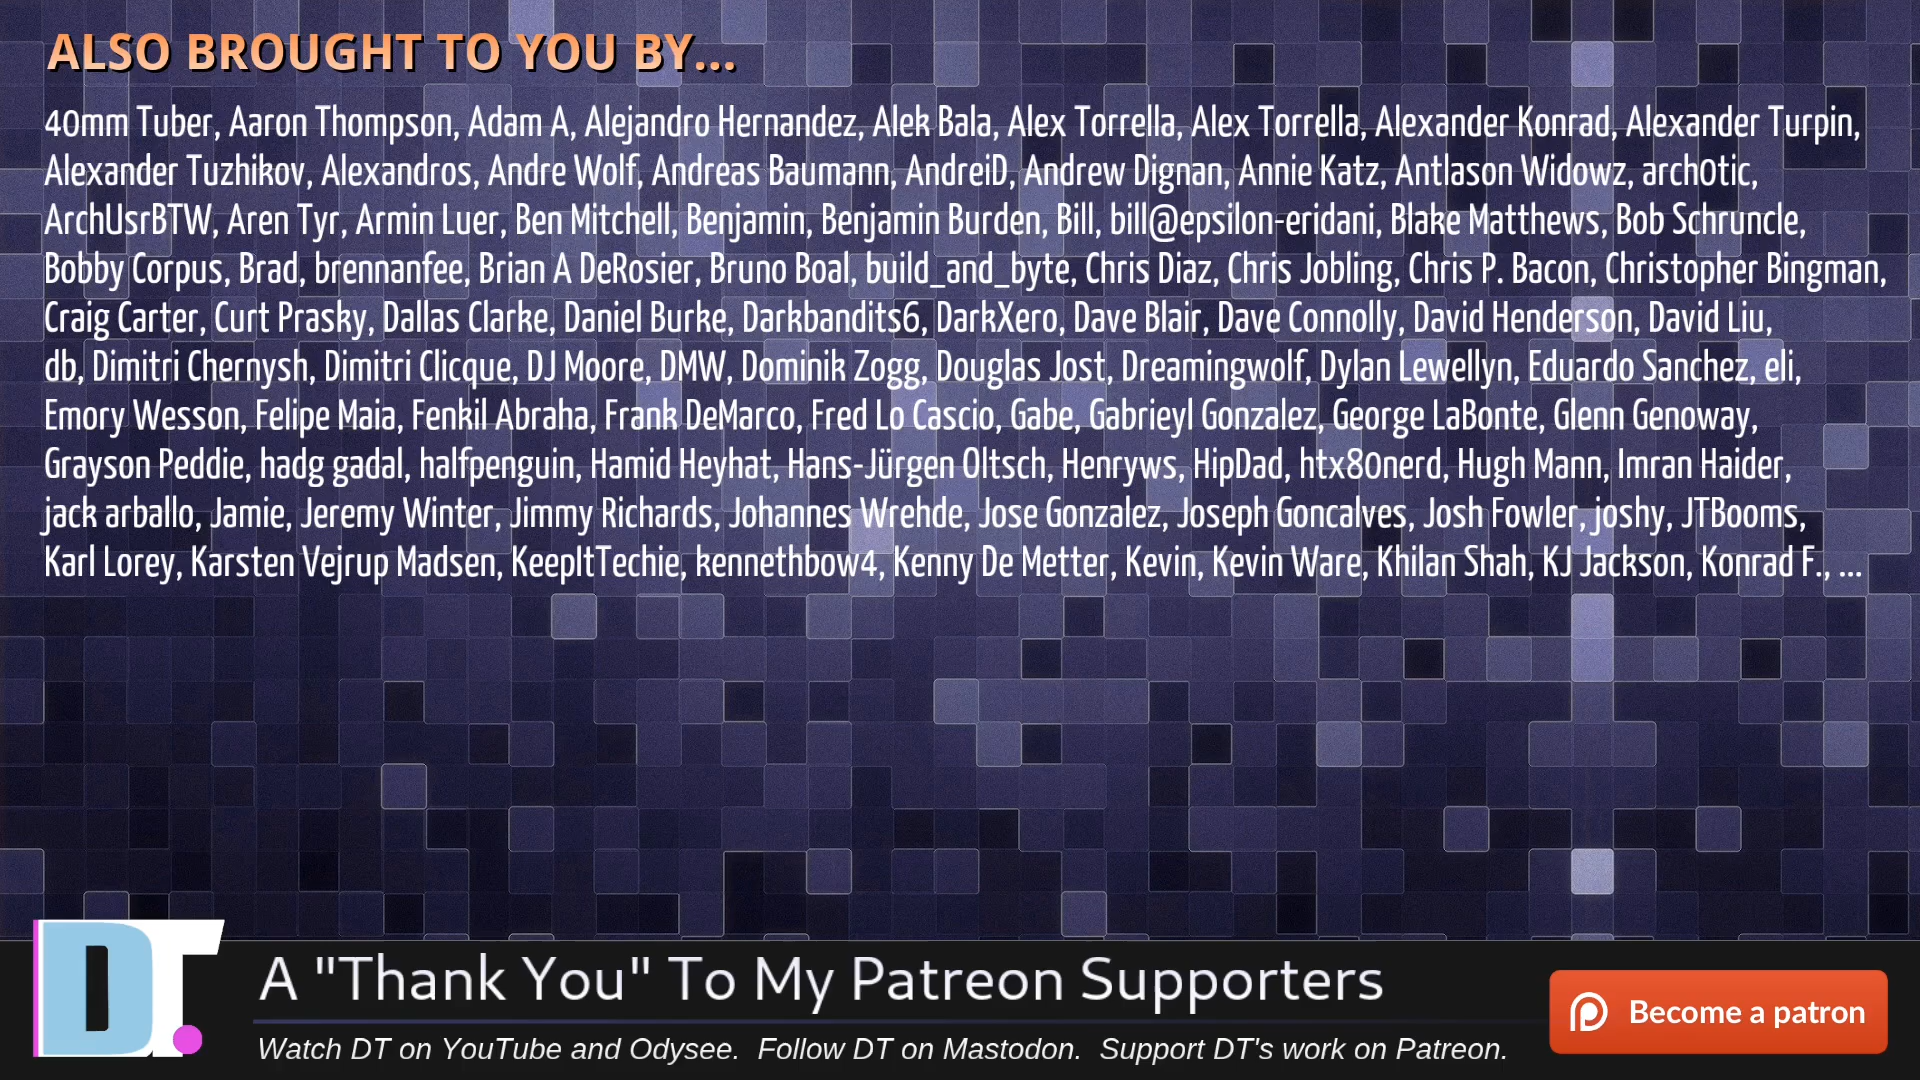 ALSO BROUGHT TO YOU BY...
40mm Tuber, Aaron Thompson, Adam A, Alejandro Hernandez, Alek Bala, Alex Torrella, Alex Torrella, Alexander Konrad, Alexander Turpin,
Alexander Tuzhikov, Alexandros, Andre Wolf, Andreas Baumann, AndreiD, Andrew Dignan, Annie Katz, Antlason Widowz, arch0tic,
ArchUsrBTW, Aren Tyr, Armin Luer, Ben Mitchell, Benjamin, Benjamin Burden, Bill, bill@epsilon-eridani, Blake Matthews, Bob Schruncle,
Bobby Corpus, Brad, brennanfee, Brian A DeRosier, Bruno Boal, build_and_byte, Chris Diaz, Chris Jobling, Chris P. Bacon, Christopher Bingman,
Craig Carter, Curt Prasky, Dallas Clarke, Daniel Burke, Darkbandits6, DarkXero, Dave Blair, Dave Connolly, David Henderson, David Liu,
db, Dimitri Chernysh, Dimitri Clicque, DJ Moore, DMW, Dominik Zogg, Douglas Jost, Dreamingwolf, Dylan Lewellyn, Eduardo Sanchez, eli,
Emory Wesson, Felipe Maia, Fenkil Abraha, Frank DeMarco, Fred Lo Cascio, Gabe, Gabrieyl Gonzalez, George LaBonte, Glenn Genoway,
Grayson Peddie, hadg gadal, halfpenguin, Hamid Heyhat, Hans-Jürgen Oltsch, Henryws, HipDad, htx80nerd, Hugh Mann, Imran Haider,
jack arballo, Jamie, Jeremy Winter, Jimmy Richards, Johannes Wrehde, Jose Gonzalez, Joseph Goncalves, Josh Fowler, joshy, JTBooms,
Karl Lorey, Karsten Vejrup Madsen, KeepItTechie, kennethbow4, Kenny De Metter, Kevin, Kevin Ware, Khilan Shah, KJ Jackson, Konrad F., ...
DT
A "Thank You" To My Patreon Supporters
Watch DT on YouTube and Odysee. Follow DT on Mastodon. Support DT's work on Patreon.
Become a patron